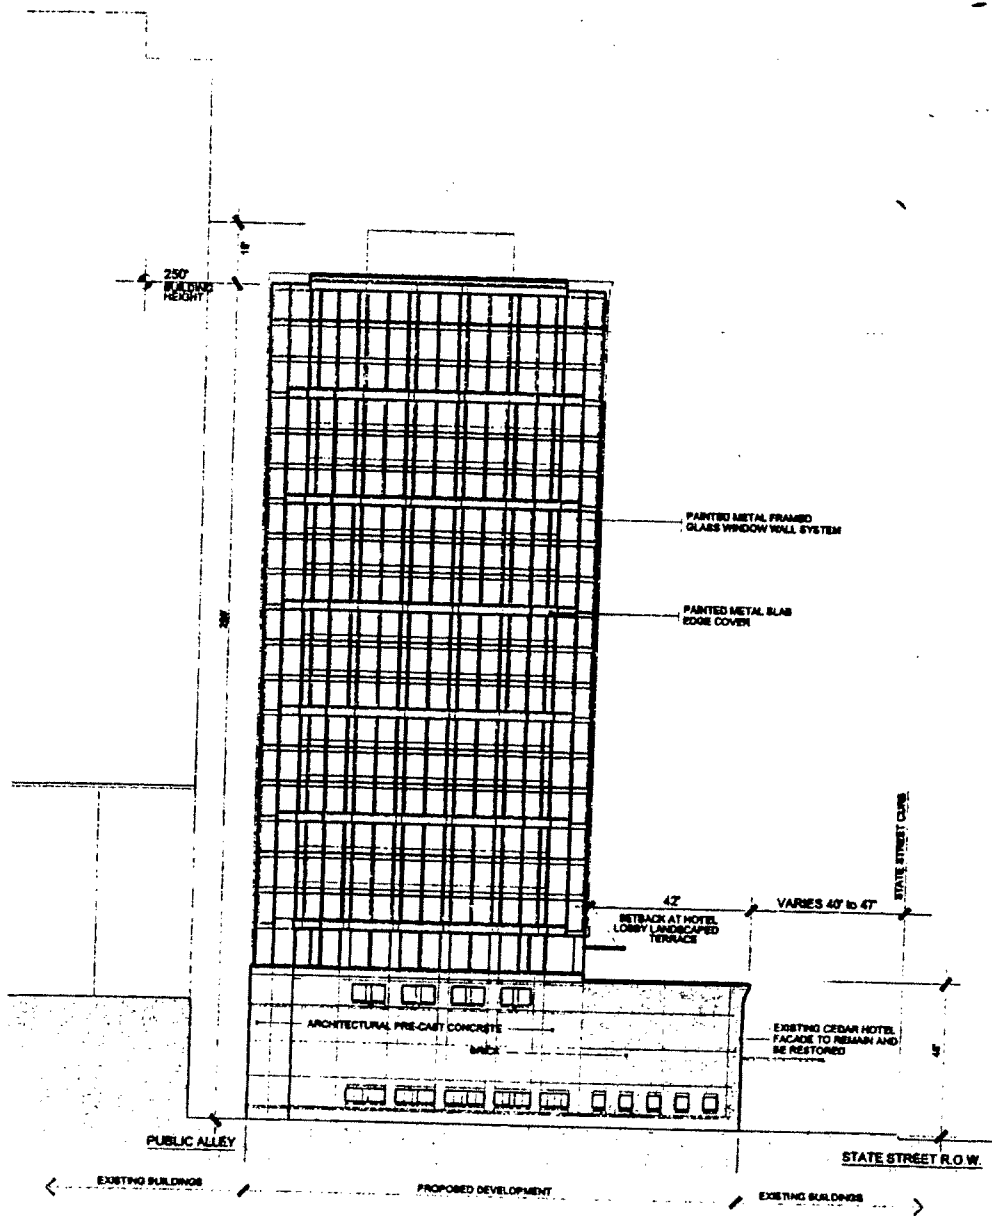 18'
250'
BUILDING
HEIGHT
PAINTED METAL FRAMED
GLASS WINDOW WALL SYSTEM
PAINTED METAL SLAB
EDGE COVER
STATE STREET CURB
42'
VARIES 40' to 47'
SETBACK AT HOTEL
LOBBY LANDSCAPED
TERRACE
ARCHITECTURAL PRE-CAST CONCRETE
BRICK
EXISTING CEDAR HOTEL
FACADE TO REMAIN AND
BE RESTORED
PUBLIC ALLEY
STATE STREET R.O.W.
EXISTING BUILDINGS
PROPOSED DEVELOPMENT
EXISTING BUILDINGS